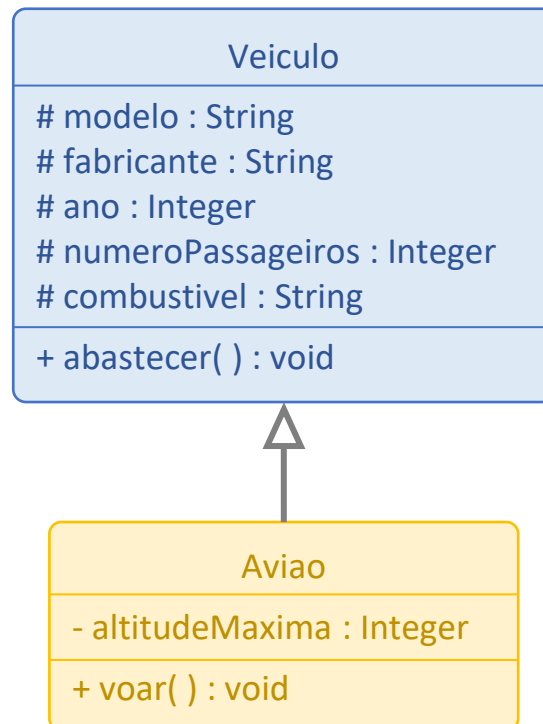 Veiculo
# modelo : String
# fabricante : String
# ano : Integer
# numeroPassageiros : Integer
# combustivel : String
+ abastecer( ) : void
Aviao
- altitudeMaxima : Integer
+ voar( ) : void